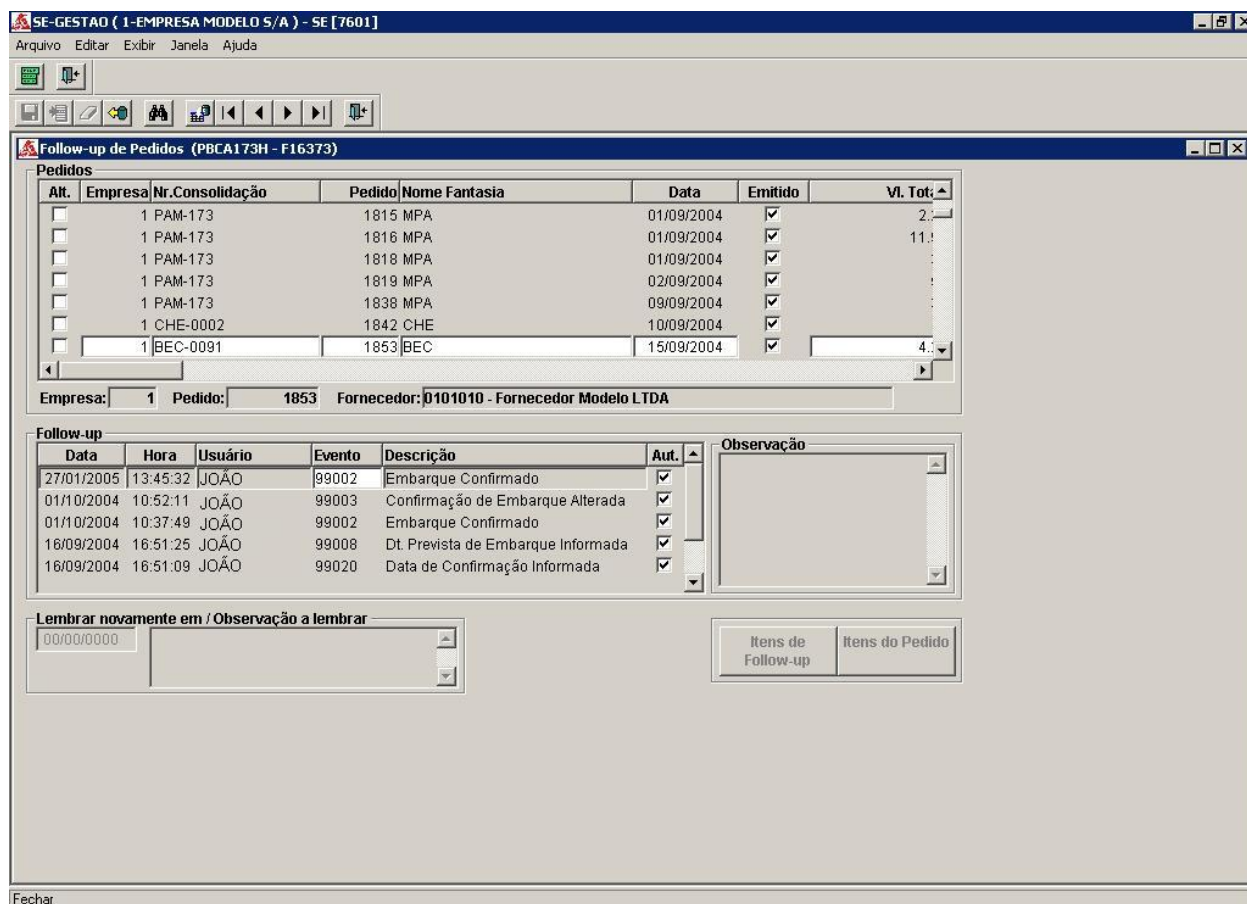 SE-GESTAO ( 1-EMPRESA MODELO S/A ) - SE [7601]
Arquivo Editar Exibir Janela Ajuda
Follow-up de Pedidos (PBCA173H - F16373)
Pedidos
Alt. Empresa Nr.Consolidação Pedido Nome Fantasia Data Emitido Vl.
1 PAM-173 1815 MPA 01/09/2004
1 PAM-173 1816 MPA 01/09/2004
1 PAM-173 1818 MPA 01/09/2004
1 PAM-173 1819 MPA 02/09/2004
1 PAM-173 1838 MPA 09/09/2004
1 CHE-0002 1842 CHE 10/09/2004
1 BEC-0091 1853 BEC 15/09/2004
Empresa: 1 Pedido: 1853 Fornecedor: 0101010 - Fornecedor Modelo LTDA
Follow-up
Data Hora Usuário Evento Descrição Aut.
27/01/2005 13:45:32 JOÃO 99002 Embarque Confirmado
01/10/2004 10:52:11 JOÃO 99003 Confirmação de Embarque Alterada
01/10/2004 10:37:49 JOÃO 99002 Embarque Confirmado
16/09/2004 16:51:25 JOÃO 99008 Dt. Prevista de Embarque Informada
16/09/2004 16:51:09 JOÃO 99020 Data de Confirmação Informada
Observação
Lembrar novamente em / Observação a lembrar
00/00/0000
Itens de
Follow-up
Itens do Pedido
Fechar